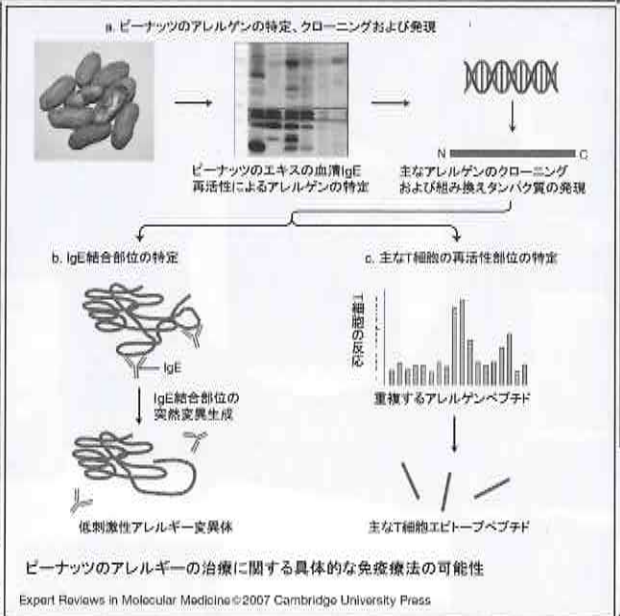 a. ピーナッツのアレルゲンの特定、クローニングおよび発現
ピーナッツのエキスの血清IgE
再活性によるアレルゲンの特定
N
C
主なアレルゲンのクローニング
および組み換えタンパク質の発現
b. IgE結合部位の特定
IgE
IgE結合部位の
突然変異生成
低刺激性アレルギー変異体
c. 主なT細胞の再活性部位の特定
T細胞の反応
重複するアレルゲンペプチド
主なT細胞エピトープペプチド
ピーナッツのアレルギーの治療に関する具体的な免疫療法の可能性
Expert Reviews in Molecular Medicine©2007 Cambridge University Press